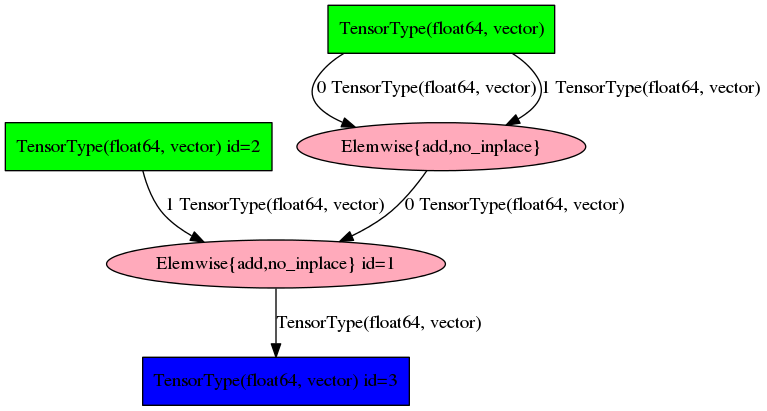 TensorType(float64, vector)
0 TensorType(float64, vector)
1 TensorType(float64, vector)
TensorType(float64, vector) id=2
Elemwise{add,no_inplace}
1 TensorType(float64, vector)
0 TensorType(float64, vector)
Elemwise{add,no_inplace} id=1
TensorType(float64, vector)
TensorType(float64, vector) id=3